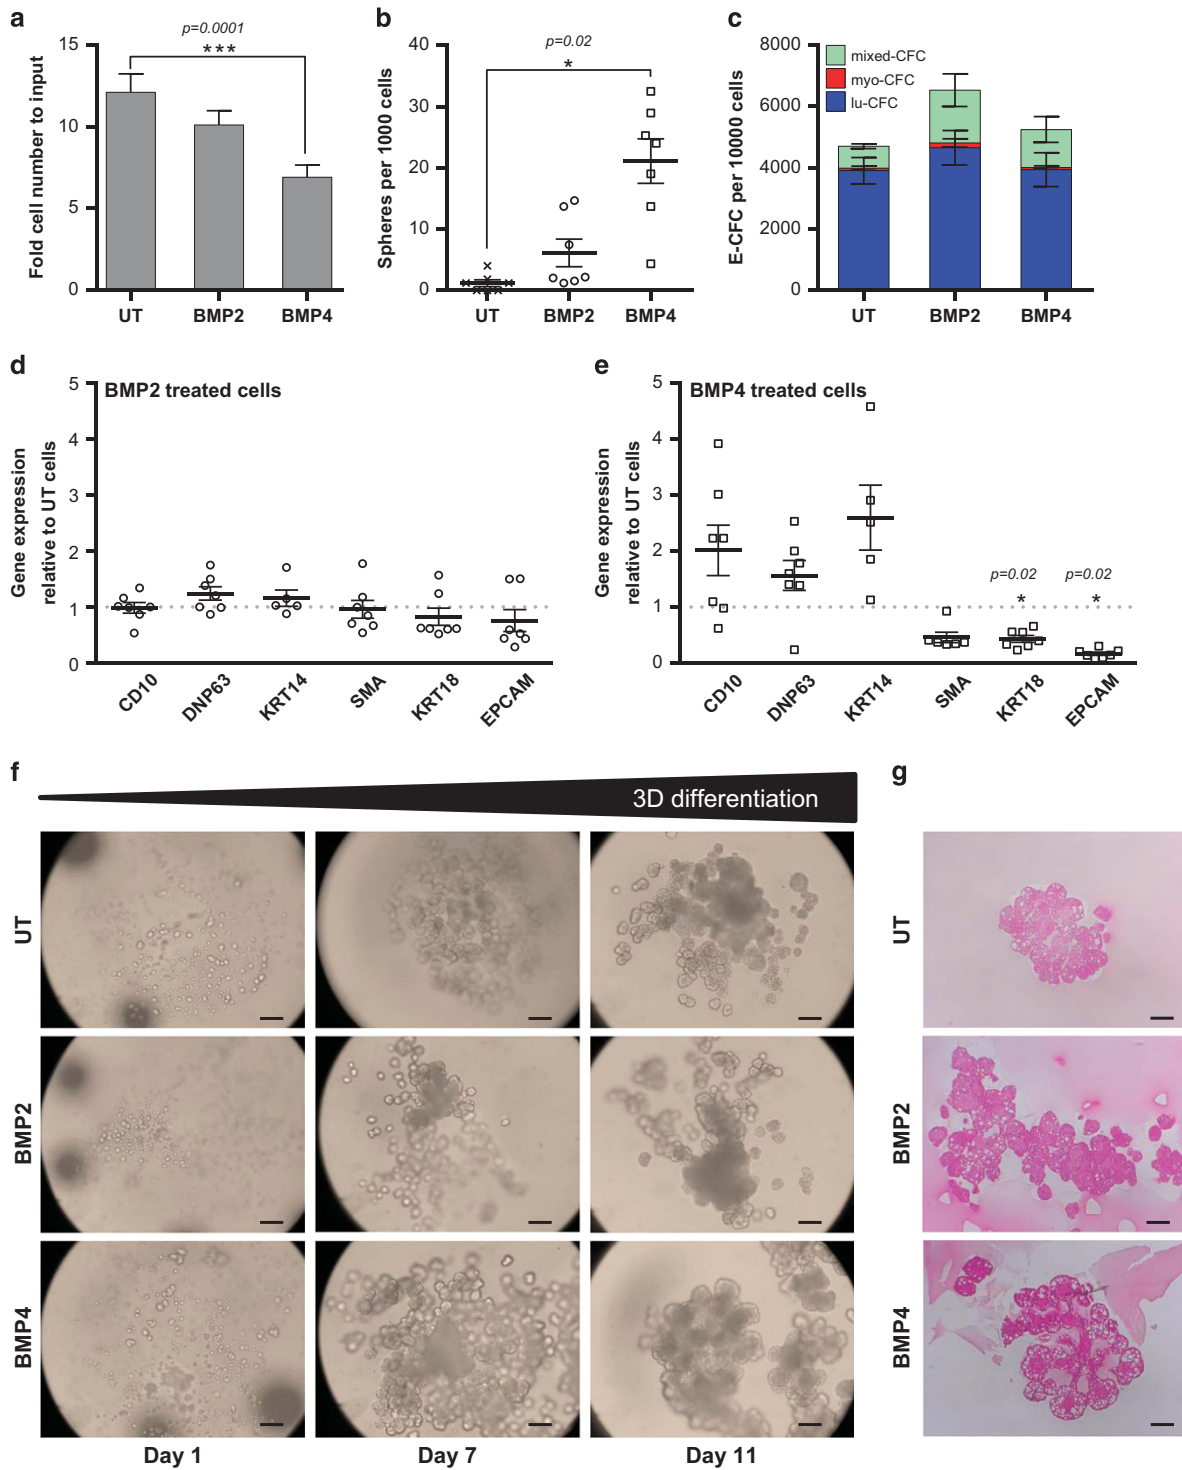 a
p=0.0001
***
15
10
5
0
Fold cell number to input
UT
BMP2
BMP4
b
p=0.02
*
40
30
20
10
0
Spheres per 1000 cells
UT
BMP2
BMP4
c
8000
6000
4000
2000
0
E-CFC per 10000 cells
mixed-CFC
myo-CFC
lu-CFC
UT
BMP2
BMP4
d
BMP2 treated cells
5
4
3
2
1
0
Gene expression
relative to UT cells
CD10
DNP63
KRT14
SMA
KRT18
EPCAM
e
BMP4 treated cells
5
4
3
2
1
0
Gene expression
relative to UT cells
p=0.02
*
p=0.02
*
CD10
DNP63
KRT14
SMA
KRT18
EPCAM
f
3D differentiation
UT
BMP2
BMP4
Day 1
Day 7
Day 11
g
UT
BMP2
BMP4